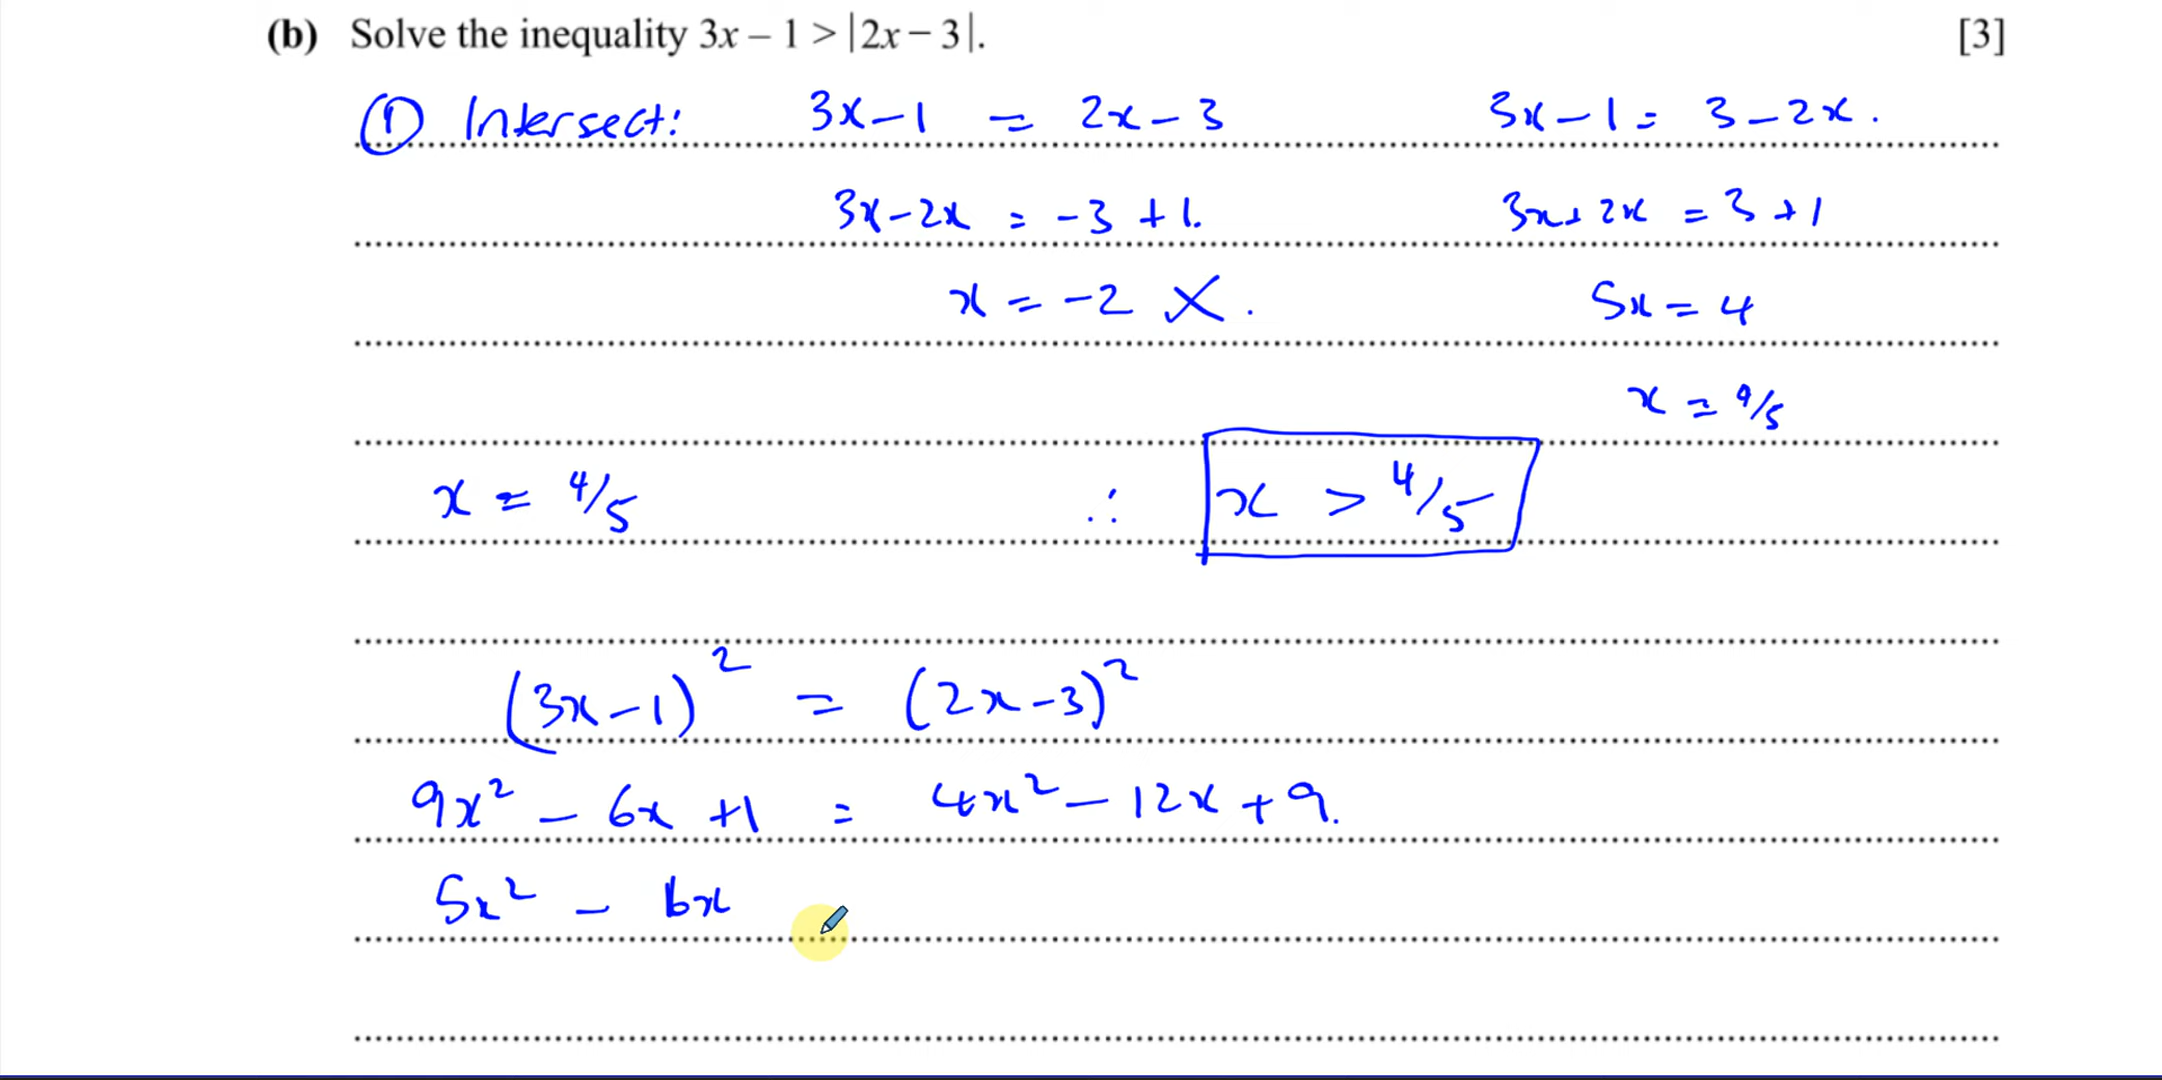 (b) Solve the inequality 3x – 1 > |2x – 3|. [3]
① Intersect: 3x – 1 = 2x – 3 3x – 1 = 3 – 2x.
3x – 2x = –3 + 1. 3x + 2x = 3 + 1
x = –2 ✗. 5x = 4
x = 4/5
x = 4/5 ∴ x > 4/5
(3x – 1)² = (2x – 3)²
9x² – 6x + 1 = 4x² – 12x + 9.
5x² – 6x